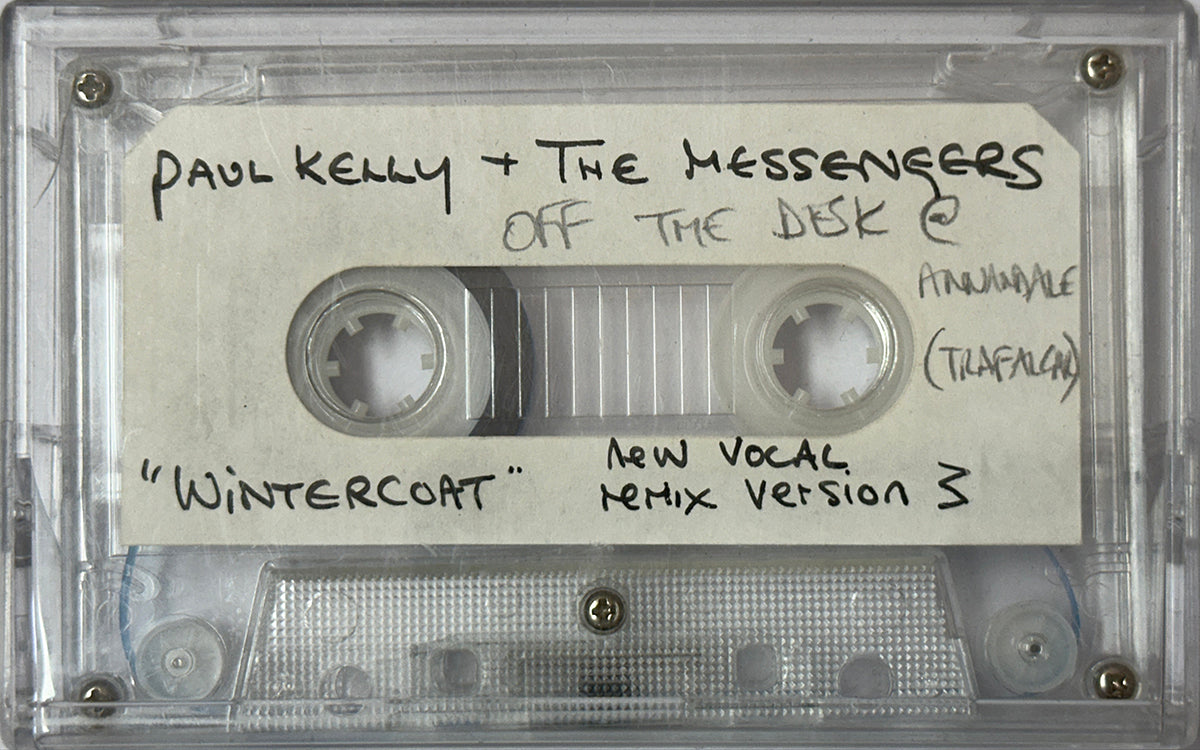 PAUL KELLY + THE MESSENGERS
OFF THE DESK @
ANNANDALE
(TRAFALGAR)
"WiNTERCOAT"
new VOCAL
remix Version 3